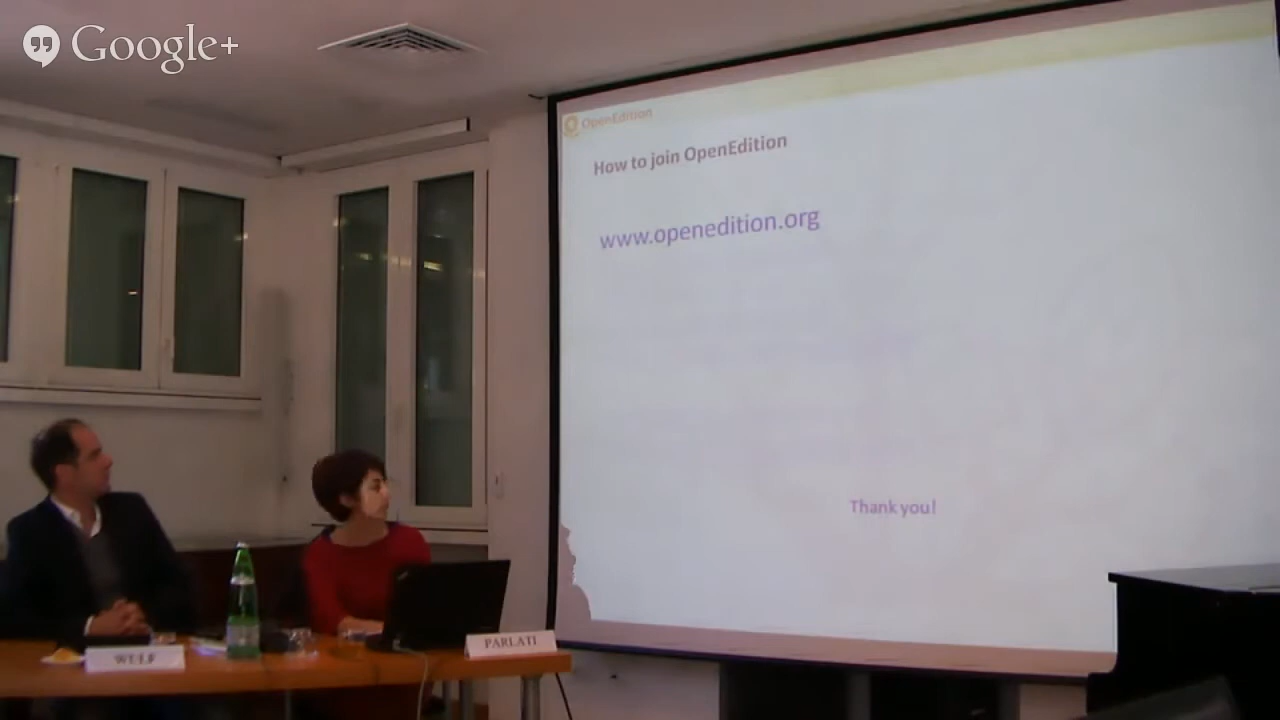 Google+
OpenEdition
How to join OpenEdition
www.openedition.org
Thank you!
WULF
PARLATI